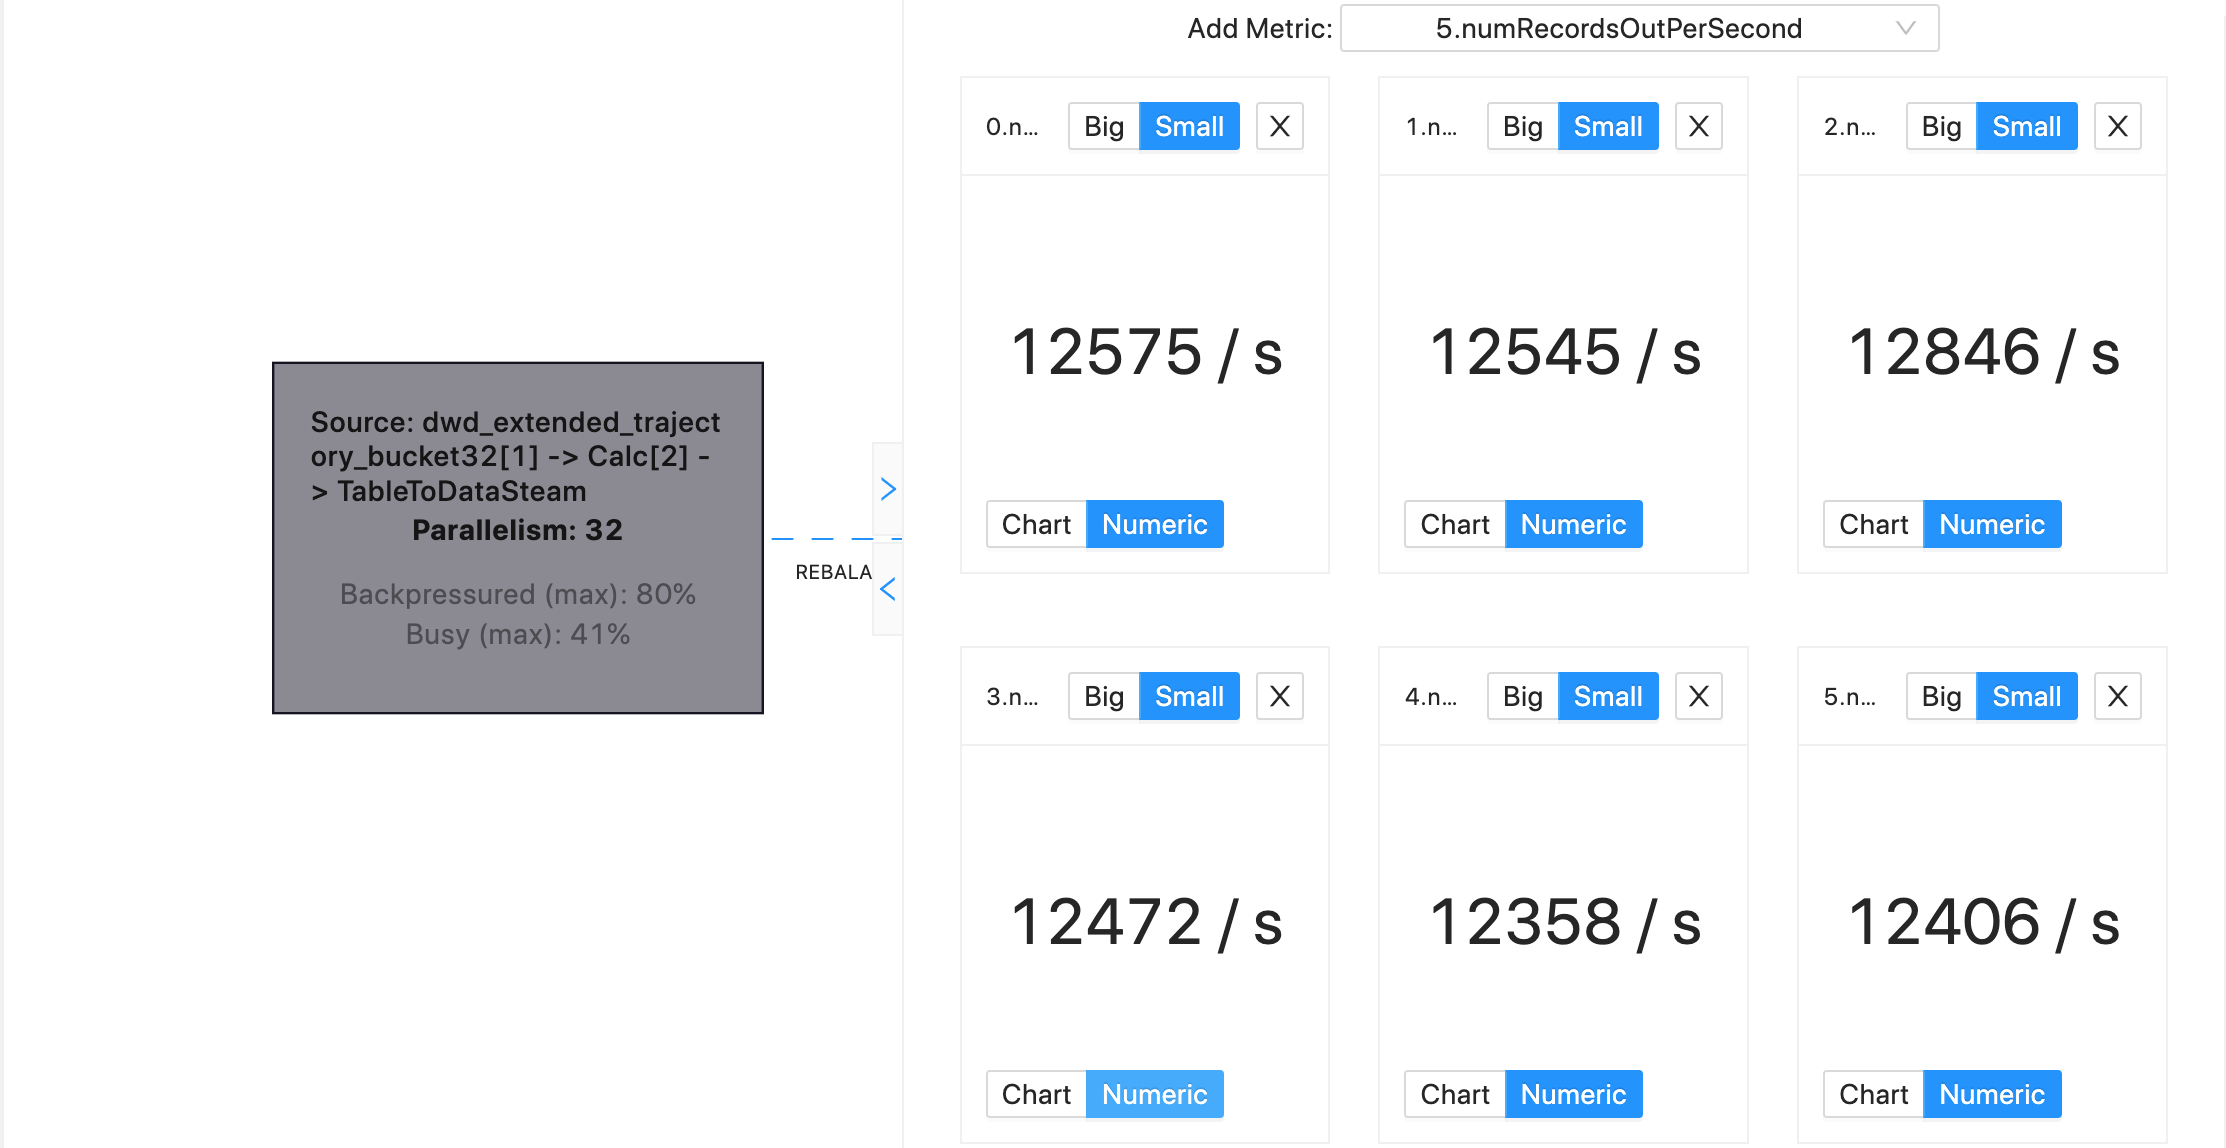 Add Metric: 5.numRecordsOutPerSecond
0.n... Big Small X
1.n... Big Small X
2.n... Big Small X
12575 / s
12545 / s
12846 / s
Chart Numeric
Chart Numeric
Chart Numeric
Source: dwd_extended_traject
ory_bucket32[1] -> Calc[2] -
> TableToDataSteam
Parallelism: 32
Backpressured (max): 80%
Busy (max): 41%
REBALA
3.n... Big Small X
4.n... Big Small X
5.n... Big Small X
12472 / s
12358 / s
12406 / s
Chart Numeric
Chart Numeric
Chart Numeric